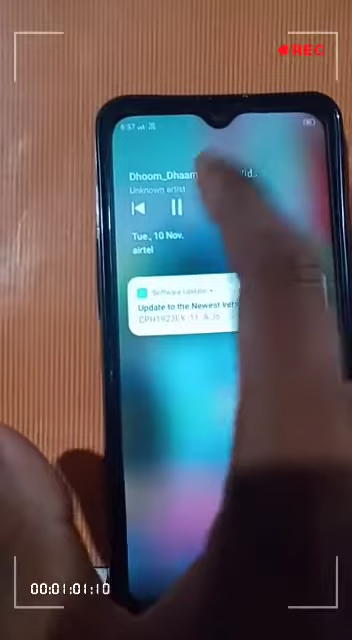 REC
Dhoom_Dhaam
Unknown artist
Tue., 10 Nov.
airtel
Software Update
Update to the Newest
00:01:01:10